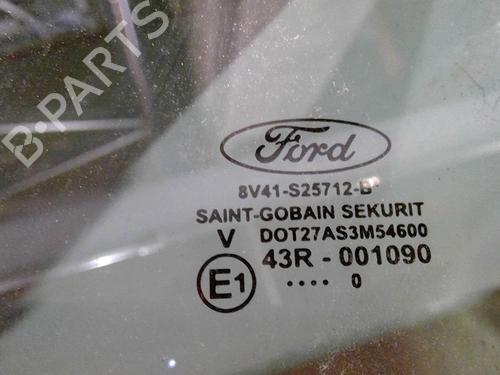 B-PARTS
Ford
8V41-S25712-B
SAINT-GOBAIN SEKURIT
V DOT27AS3M54600
E1 43R - 001090
.... 0